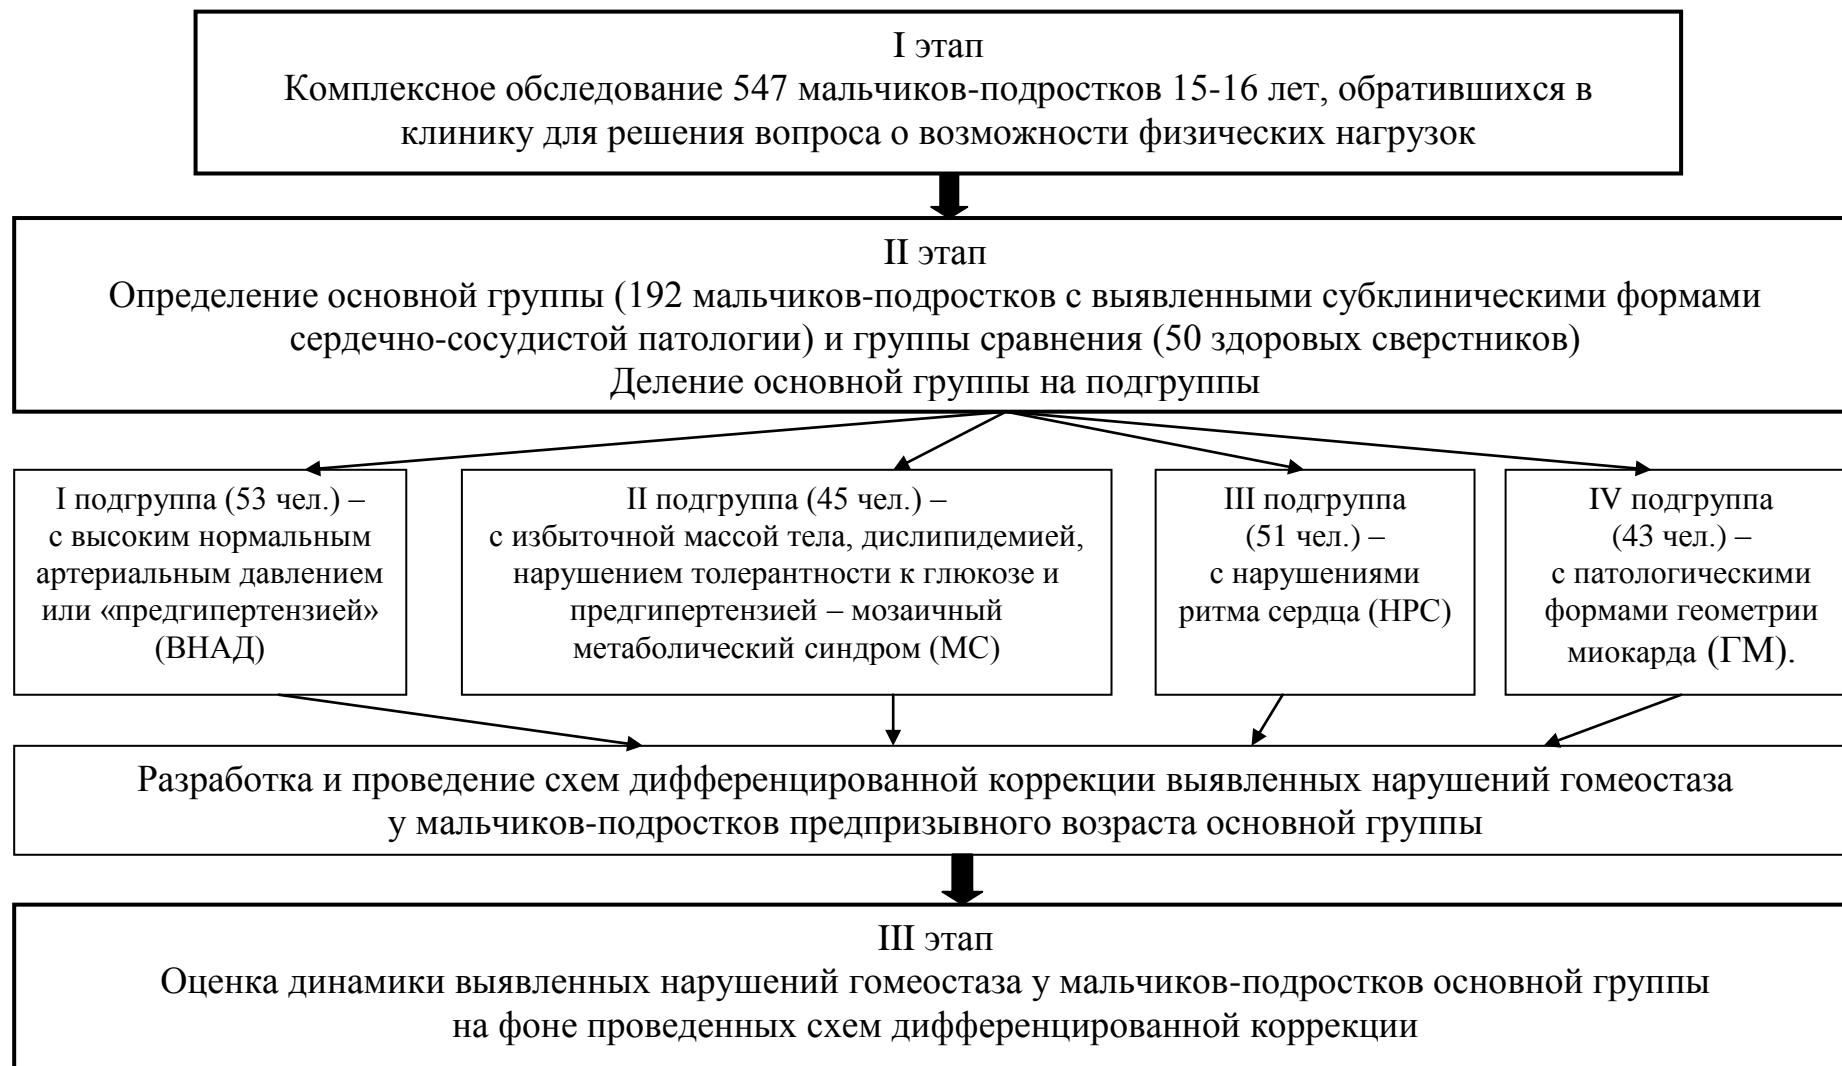 I этап
Комплексное обследование 547 мальчиков-подростков 15-16 лет, обратившихся в
клинику для решения вопроса о возможности физических нагрузок
II этап
Определение основной группы (192 мальчиков-подростков с выявленными субклиническими формами
сердечно-сосудистой патологии) и группы сравнения (50 здоровых сверстников)
Деление основной группы на подгруппы
I подгруппа (53 чел.) –
с высоким нормальным
артериальным давлением
или «предгипертензией»
(ВНАД)
II подгруппа (45 чел.) –
с избыточной массой тела, дислипидемией,
нарушением толерантности к глюкозе и
предгипертензией – мозаичный
метаболический синдром (МС)
III подгруппа
(51 чел.) –
с нарушениями
ритма сердца (НРС)
IV подгруппа
(43 чел.) –
с патологическими
формами геометрии
миокарда (ГМ).
Разработка и проведение схем дифференцированной коррекции выявленных нарушений гомеостаза
у мальчиков-подростков предпризывного возраста основной группы
III этап
Оценка динамики выявленных нарушений гомеостаза у мальчиков-подростков основной группы
на фоне проведенных схем дифференцированной коррекции